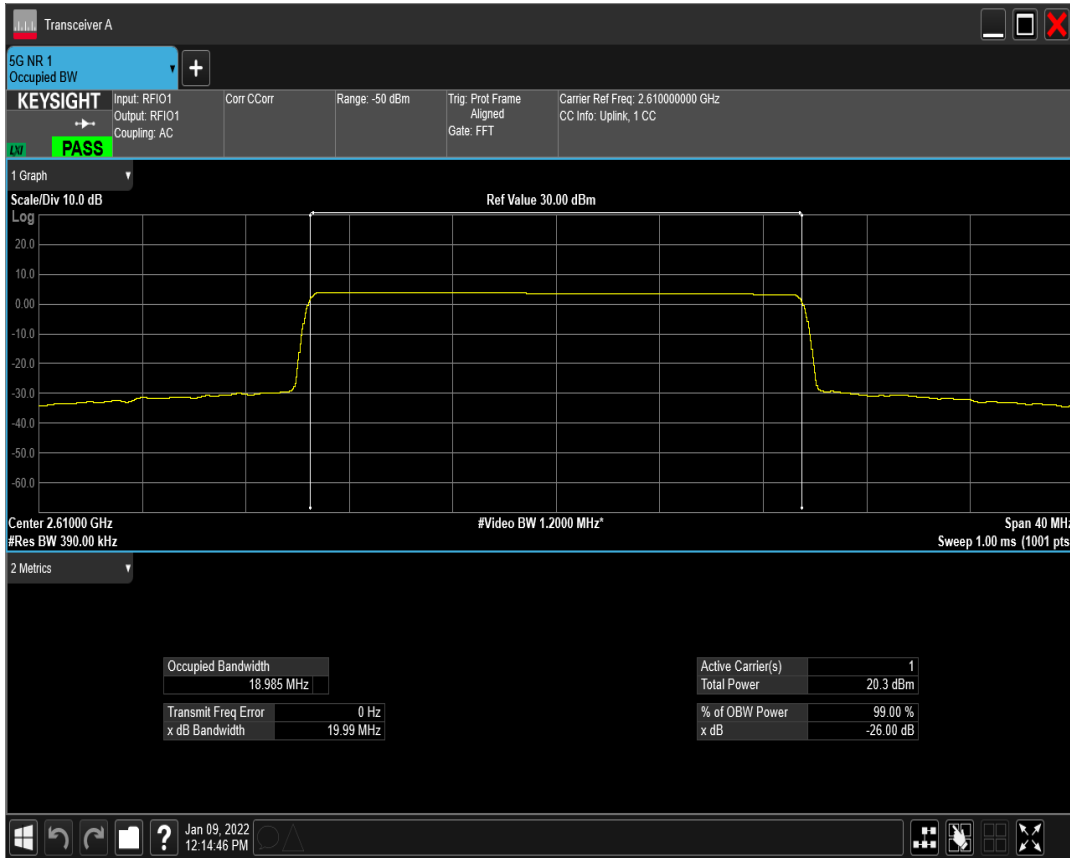 Transceiver A
5G NR 1
Occupied BW
+
KEYSIGHT
Input: RFIO1
Output: RFIO1
Coupling: AC
LXI
PASS
Corr CCorr
Range: -50 dBm
Trig: Prot Frame
Aligned
Gate: FFT
Carrier Ref Freq: 2.610000000 GHz
CC Info: Uplink, 1 CC
1 Graph
Scale/Div 10.0 dB
Ref Value 30.00 dBm
Log
20.0
10.0
0.00
-10.0
-20.0
-30.0
-40.0
-50.0
-60.0
Center 2.61000 GHz
#Video BW 1.2000 MHz*
Span 40 MHz
#Res BW 390.00 kHz
Sweep 1.00 ms (1001 pts
2 Metrics
Occupied Bandwidth
18.985 MHz
Transmit Freq Error 0 Hz
x dB Bandwidth 19.99 MHz
Active Carrier(s) 1
Total Power 20.3 dBm
% of OBW Power 99.00 %
x dB -26.00 dB
?
Jan 09, 2022
12:14:46 PM